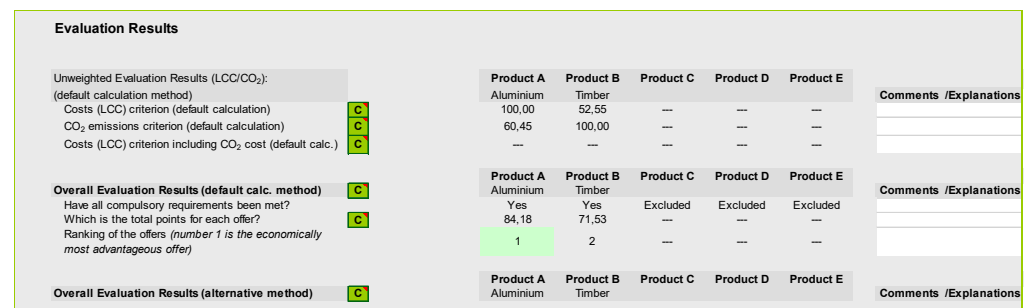 Evaluation Results
Unweighted Evaluation Results (LCC/CO₂): Product A Product B Product C Product D Product E
(default calculation method) Aluminium Timber Comments /Explanations
Costs (LCC) criterion (default calculation) C 100,00 52,55 --- --- ---
CO₂ emissions criterion (default calculation) C 60,45 100,00 --- --- ---
Costs (LCC) criterion including CO₂ cost (default calc.) C --- --- --- --- ---
Product A Product B Product C Product D Product E
Overall Evaluation Results (default calc. method) C Aluminium Timber Comments /Explanations
Have all compulsory requirements been met? Yes Yes Excluded Excluded Excluded
Which is the total points for each offer? C 84,18 71,53 --- --- ---
Ranking of the offers (number 1 is the economically
most advantageous offer) 1 2 --- --- ---
Product A Product B Product C Product D Product E
Overall Evaluation Results (alternative method) C Aluminium Timber Comments /Explanations